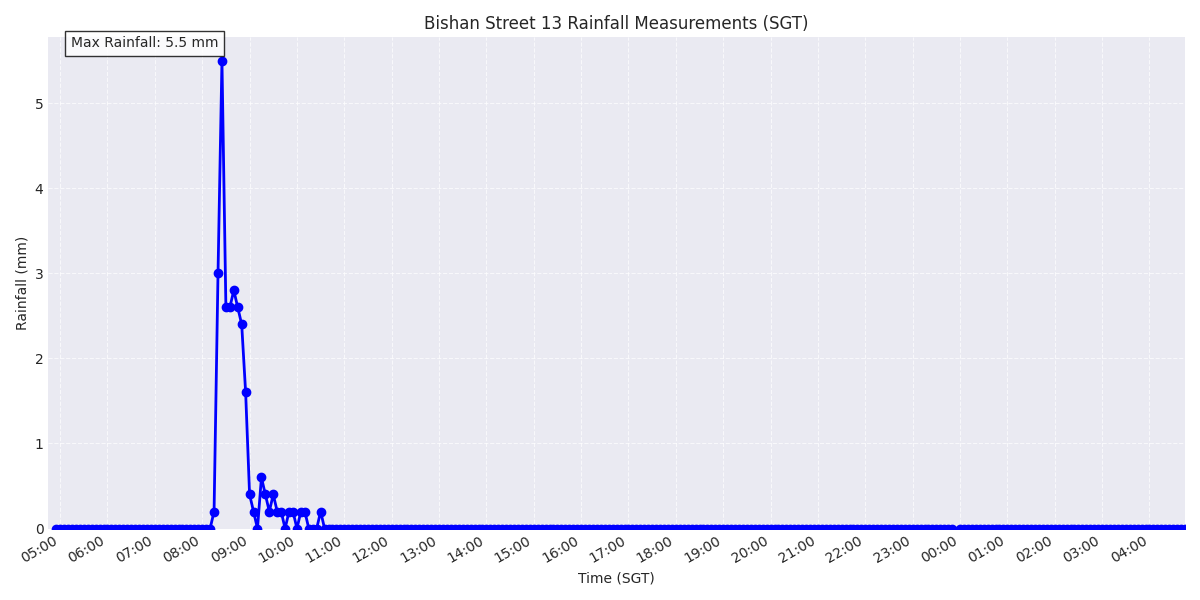 Bishan Street 13 Rainfall Measurements (SGT)
Max Rainfall: 5.5 mm
Rainfall (mm)
5
4
3
2
1
0
05:00 06:00 07:00 08:00 09:00 10:00 11:00 12:00 13:00 14:00 15:00 16:00 17:00 18:00 19:00 20:00 21:00 22:00 23:00 00:00 01:00 02:00 03:00 04:00
Time (SGT)